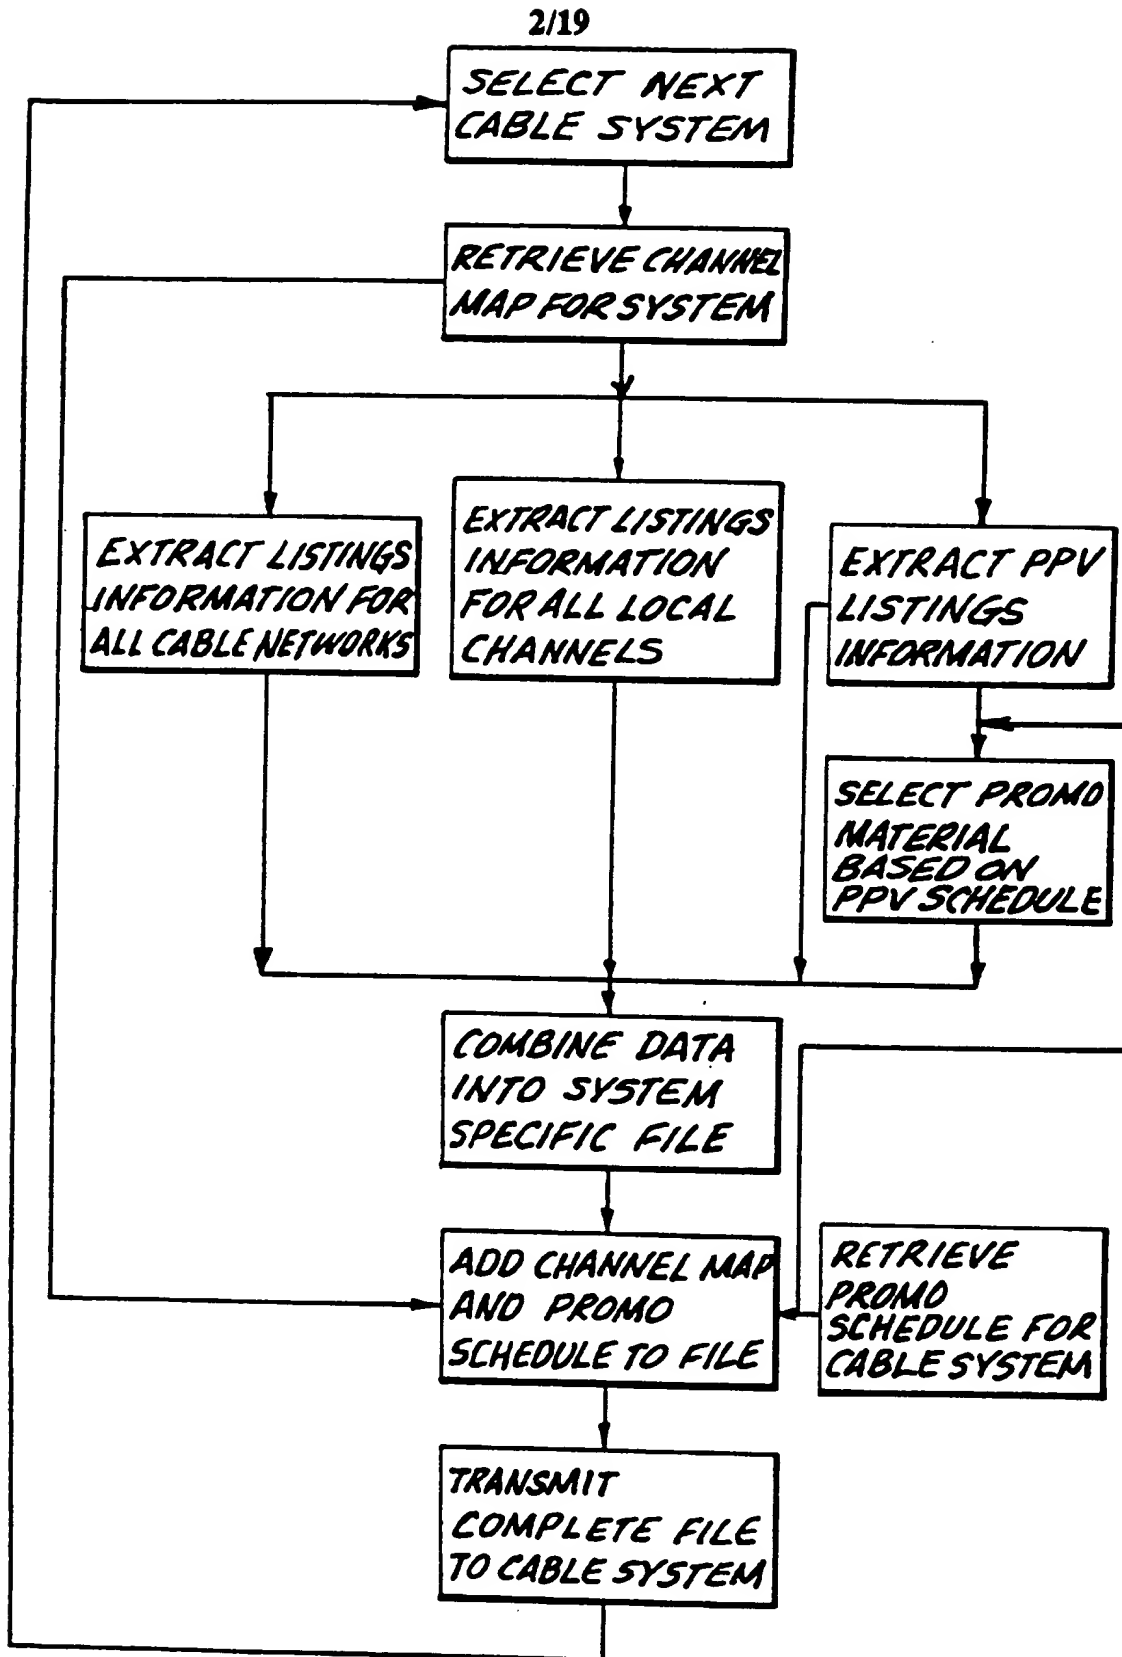 2/19
SELECT NEXT
CABLE SYSTEM
RETRIEVE CHANNEL
MAP FOR SYSTEM
EXTRACT LISTINGS
INFORMATION FOR
ALL CABLE NETWORKS
EXTRACT LISTINGS
INFORMATION
FOR ALL LOCAL
CHANNELS
EXTRACT PPV
LISTINGS
INFORMATION
SELECT PROMO
MATERIAL
BASED ON
PPV SCHEDULE
COMBINE DATA
INTO SYSTEM
SPECIFIC FILE
ADD CHANNEL MAP
AND PROMO
SCHEDULE TO FILE
RETRIEVE
PROMO
SCHEDULE FOR
CABLE SYSTEM
TRANSMIT
COMPLETE FILE
TO CABLE SYSTEM